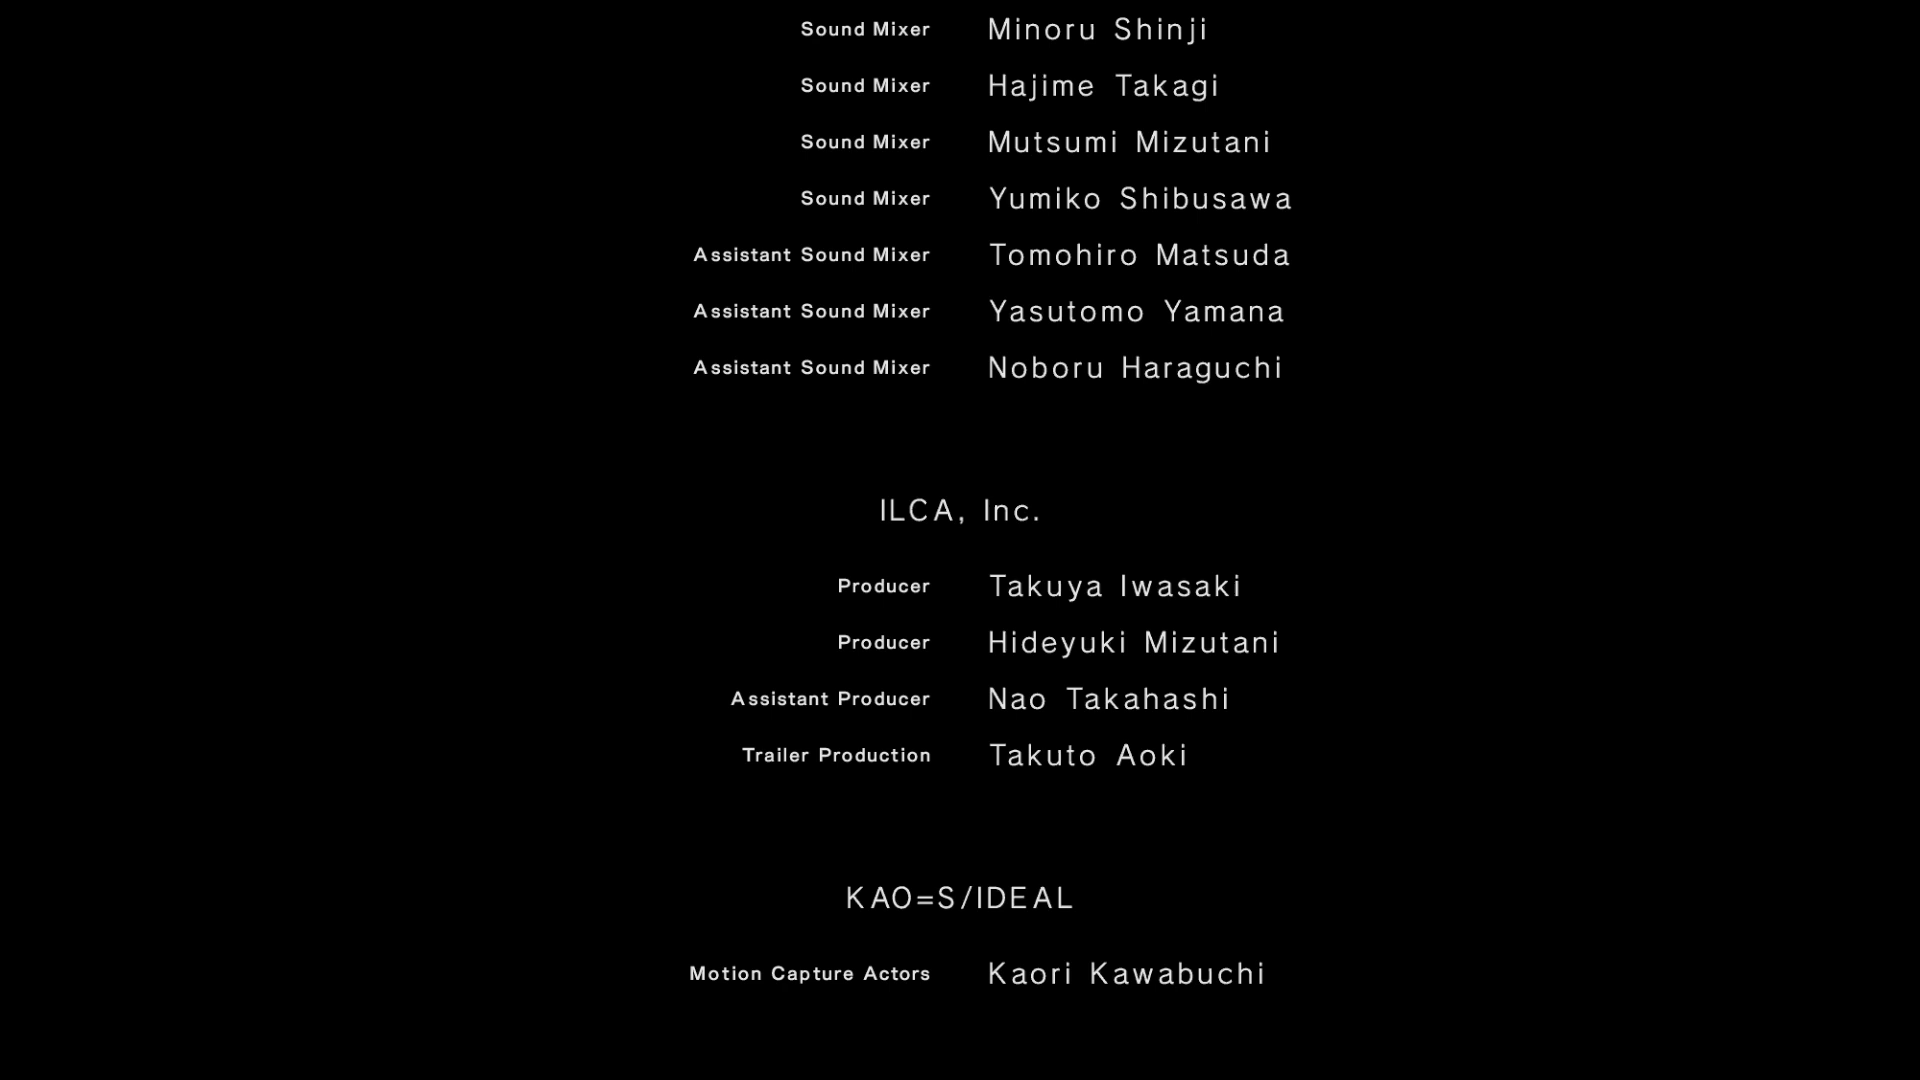 Sound Mixer Minoru Shinji
Sound Mixer Hajime Takagi
Sound Mixer Mutsumi Mizutani
Sound Mixer Yumiko Shibusawa
Assistant Sound Mixer Tomohiro Matsuda
Assistant Sound Mixer Yasutomo Yamana
Assistant Sound Mixer Noboru Haraguchi
ILCA, Inc.
Producer Takuya Iwasaki
Producer Hideyuki Mizutani
Assistant Producer Nao Takahashi
Trailer Production Takuto Aoki
KAO=S/IDEAL
Motion Capture Actors Kaori Kawabuchi